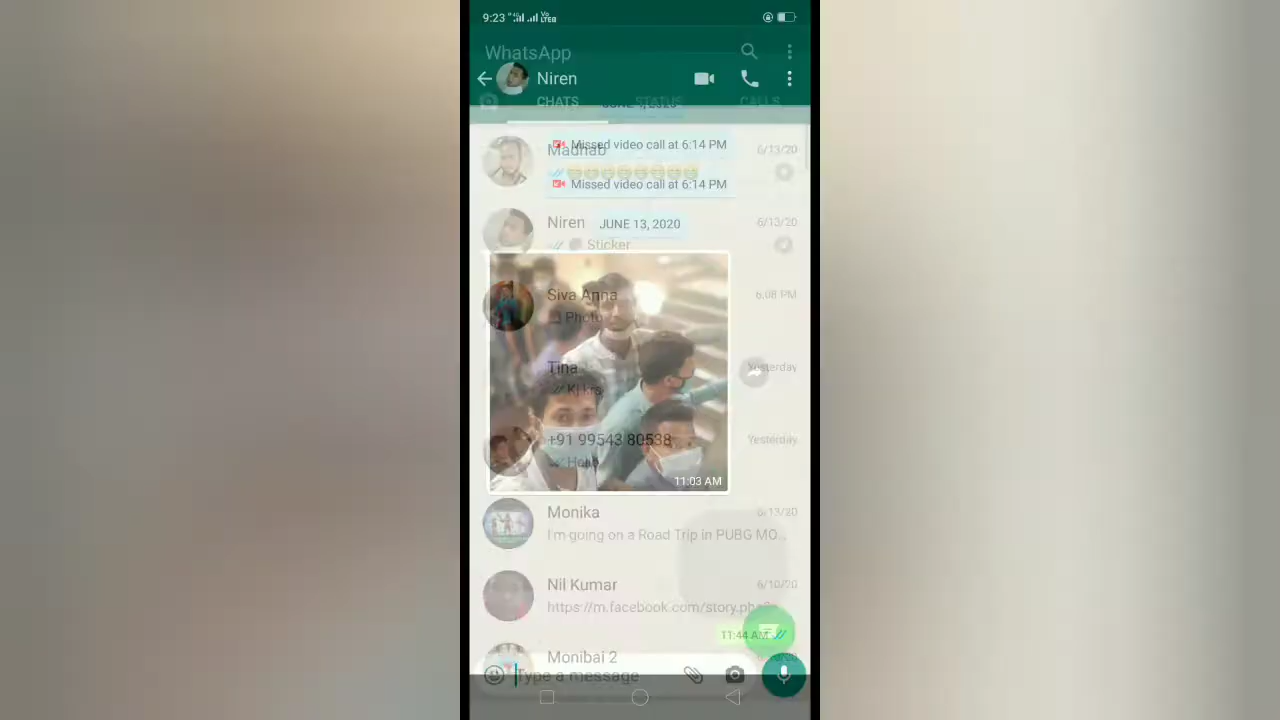 9:23
WhatsApp
Niren
CHATS
STATUS
CALLS
JUNE
2020
Missed video call at 6:14 PM
Madhab
6/13/20
Missed video call at 6:14 PM
Niren
JUNE 13, 2020
6/13/20
Sticker
Siva Anna
6:08 PM
Photo
Tina
Yesterday
+91 99543 80538
Yesterday
11:03 AM
Monika
6/13/20
I'm going on a Road Trip in PUBG MO...
Nil Kumar
6/10/20
https://m.facebook.com/story.php?
11:44 AM
Monibai 2
Type a message